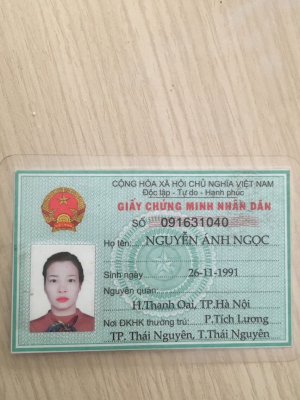 CỘNG HÒA XÃ HỘI CHỦ NGHĨA VIỆT NAM
Độc lập - Tự do - Hạnh phúc
GIẤY CHỨNG MINH NHÂN DÂN
SỐ 091631040
Họ tên: NGUYỄN ÁNH NGỌC
Sinh ngày 26-11-1991
Nguyên quán:
H.Thanh Oai, TP.Hà Nội
Nơi ĐKHK thường trú: P.Tích Lương
TP. Thái Nguyên, T.Thái Nguyên